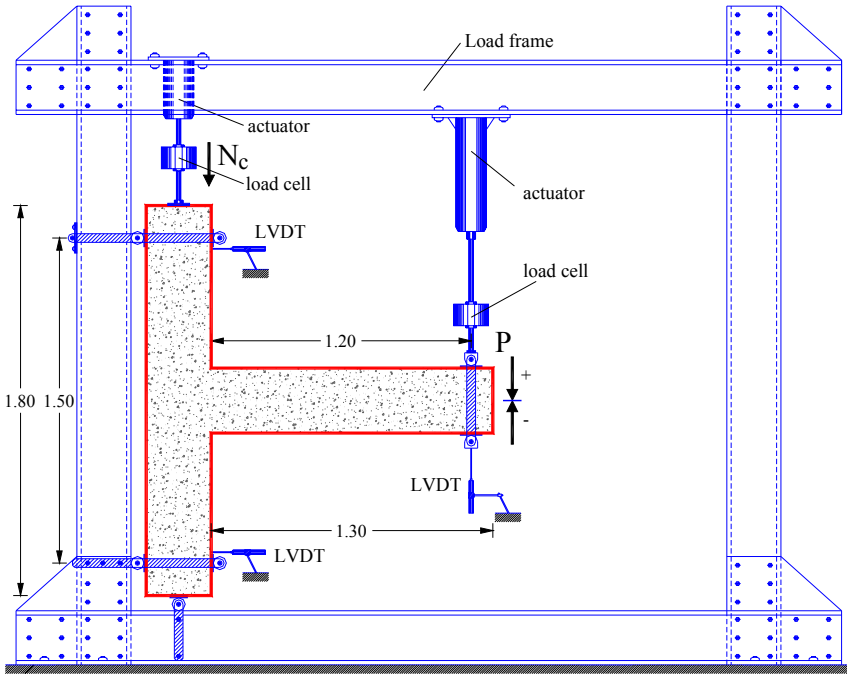 Load frame
actuator
N_c
load cell
actuator
LVDT
load cell
1.20
P
+
-
1.80
1.50
LVDT
1.30
LVDT